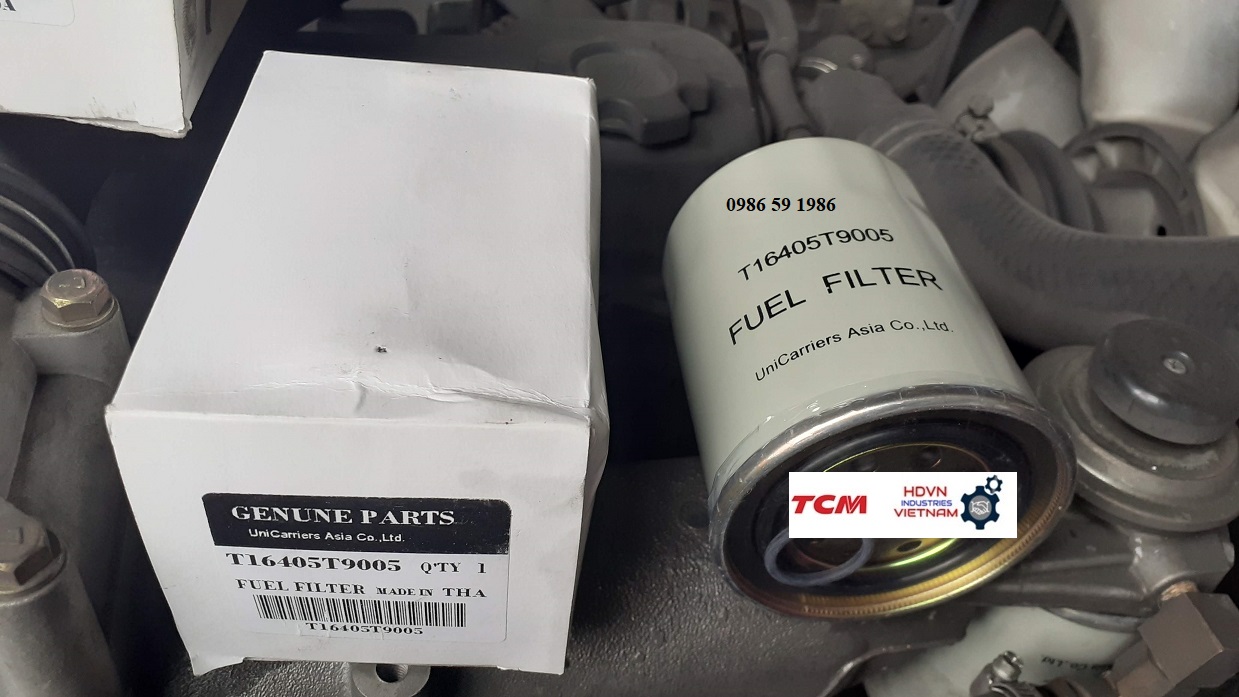 GENUNE PARTS
UniCarriers Asia Co.,Ltd.
T16405T9005 Q'TY 1
FUEL FILTER MADE IN THA
T16405T9005
0986 59 1986
T16405T9005
FUEL FILTER
UniCarriers Asia Co.,Ltd.
TCM
HDVN
INDUSTRIES
VIETNAM